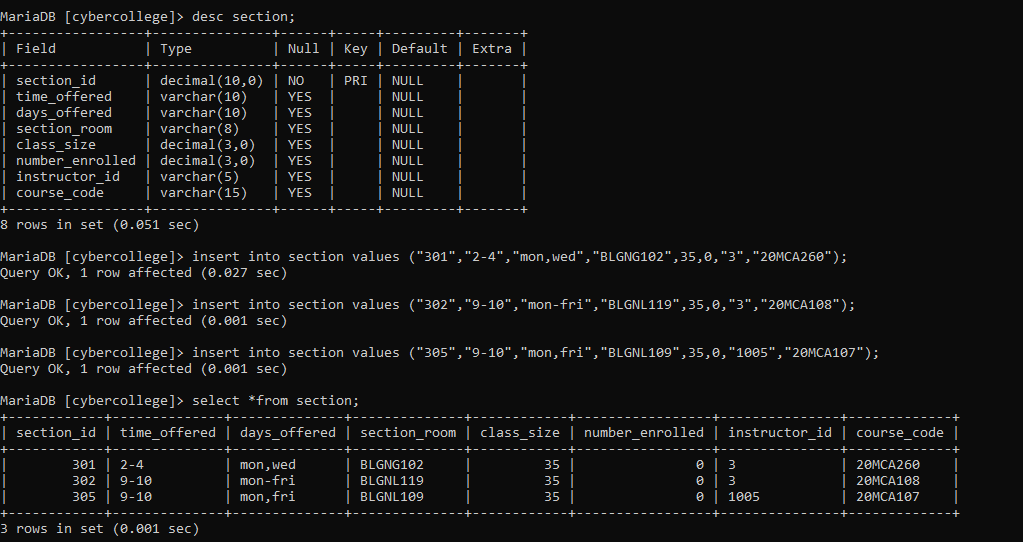 MariaDB [cybercollege]> desc section;
+-----------------+---------------+------+-----+---------+-------+
| Field           | Type          | Null | Key | Default | Extra |
+-----------------+---------------+------+-----+---------+-------+
| section_id      | decimal(10,0) | NO   | PRI | NULL    |       |
| time_offered    | varchar(10)   | YES  |     | NULL    |       |
| days_offered    | varchar(10)   | YES  |     | NULL    |       |
| section_room    | varchar(8)    | YES  |     | NULL    |       |
| class_size      | decimal(3,0)  | YES  |     | NULL    |       |
| number_enrolled | decimal(3,0)  | YES  |     | NULL    |       |
| instructor_id   | varchar(5)    | YES  |     | NULL    |       |
| course_code     | varchar(15)   | YES  |     | NULL    |       |
+-----------------+---------------+------+-----+---------+-------+
8 rows in set (0.051 sec)
MariaDB [cybercollege]> insert into section values ("301","2-4","mon,wed","BLGNG102",35,0,"3","20MCA260");
Query OK, 1 row affected (0.027 sec)
MariaDB [cybercollege]> insert into section values ("302","9-10","mon-fri","BLGNL119",35,0,"3","20MCA108");
Query OK, 1 row affected (0.001 sec)
MariaDB [cybercollege]> insert into section values ("305","9-10","mon,fri","BLGNL109",35,0,"1005","20MCA107");
Query OK, 1 row affected (0.001 sec)
MariaDB [cybercollege]> select *from section;
+------------+--------------+--------------+--------------+------------+-----------------+---------------+-------------+
| section_id | time_offered | days_offered | section_room | class_size | number_enrolled | instructor_id | course_code |
+------------+--------------+--------------+--------------+------------+-----------------+---------------+-------------+
|        301 | 2-4          | mon,wed      | BLGNG102     |         35 |               0 | 3             | 20MCA260    |
|        302 | 9-10         | mon-fri      | BLGNL119     |         35 |               0 | 3             | 20MCA108    |
|        305 | 9-10         | mon,fri      | BLGNL109     |         35 |               0 | 1005          | 20MCA107    |
+------------+--------------+--------------+--------------+------------+-----------------+---------------+-------------+
3 rows in set (0.001 sec)